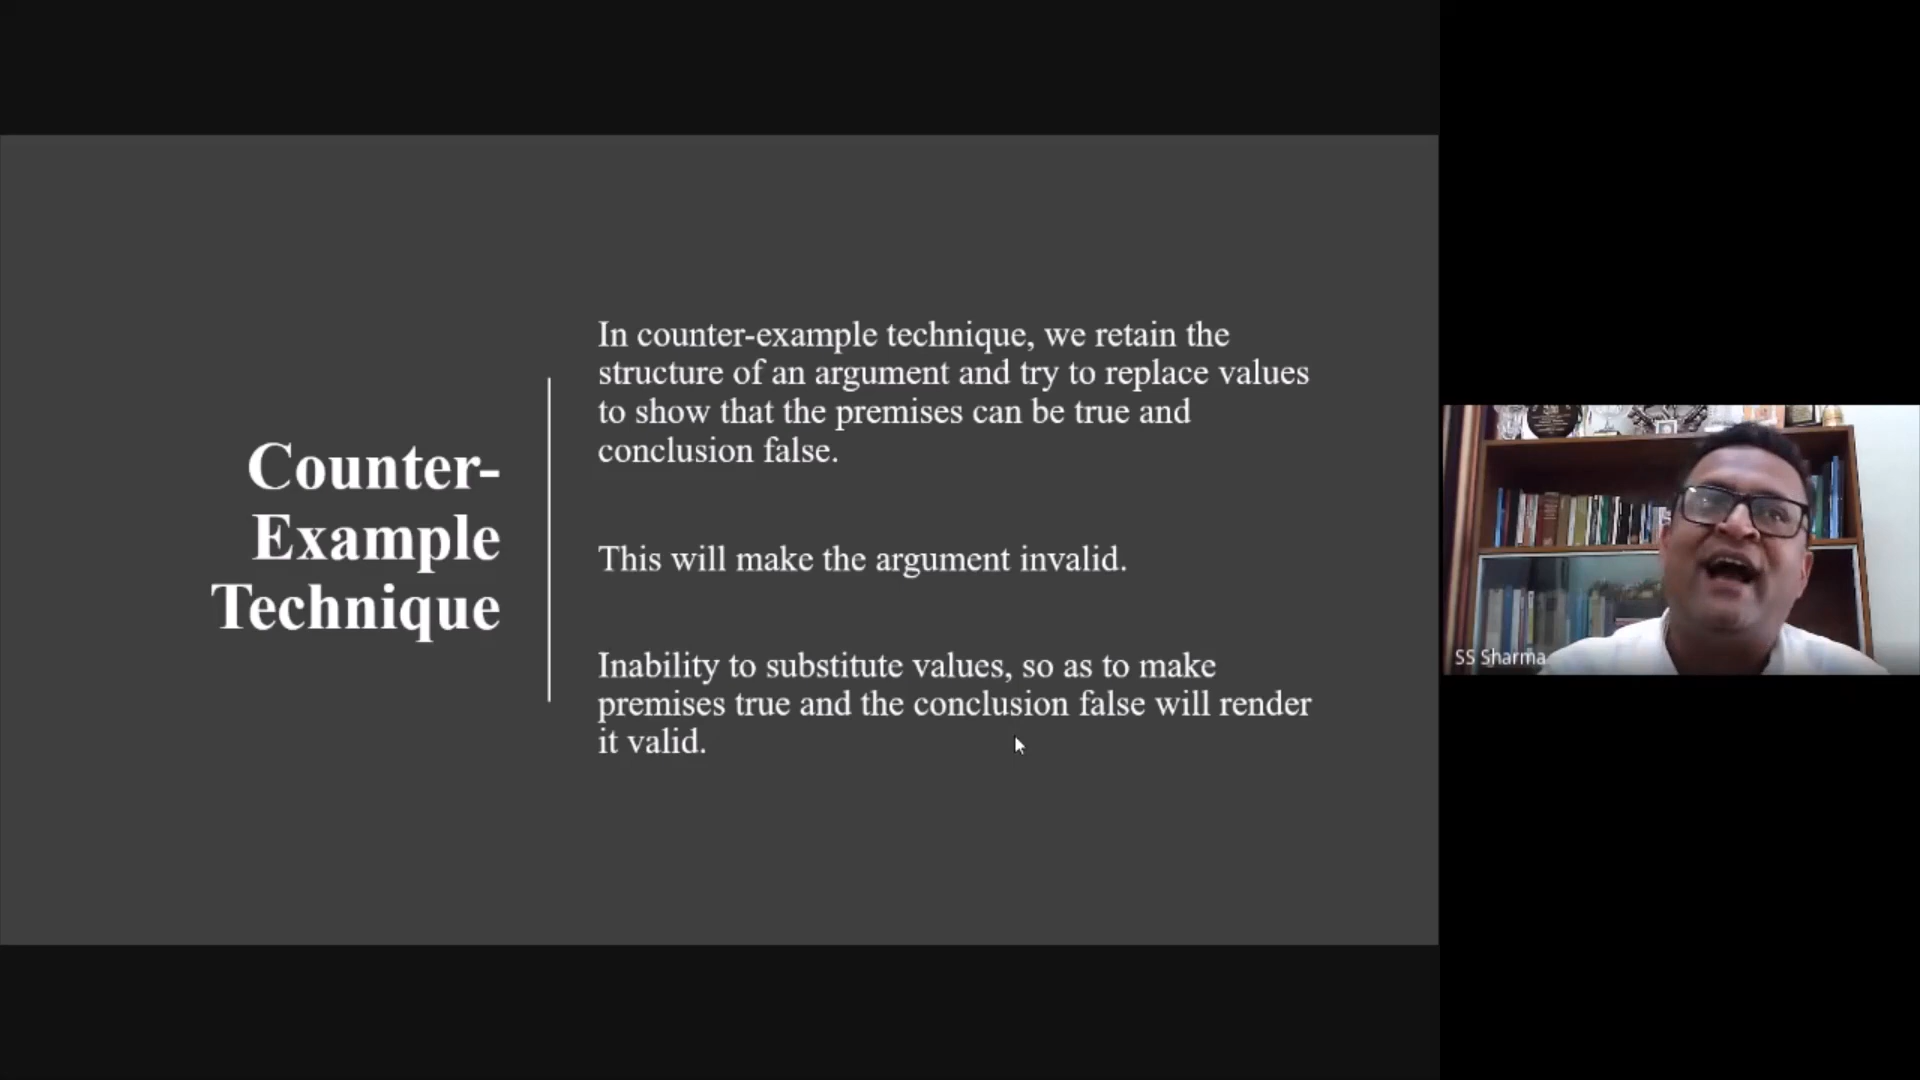 Counter-
Example
Technique
In counter-example technique, we retain the
structure of an argument and try to replace values
to show that the premises can be true and
conclusion false.
This will make the argument invalid.
Inability to substitute values, so as to make
premises true and the conclusion false will render
it valid.
SS Sharma